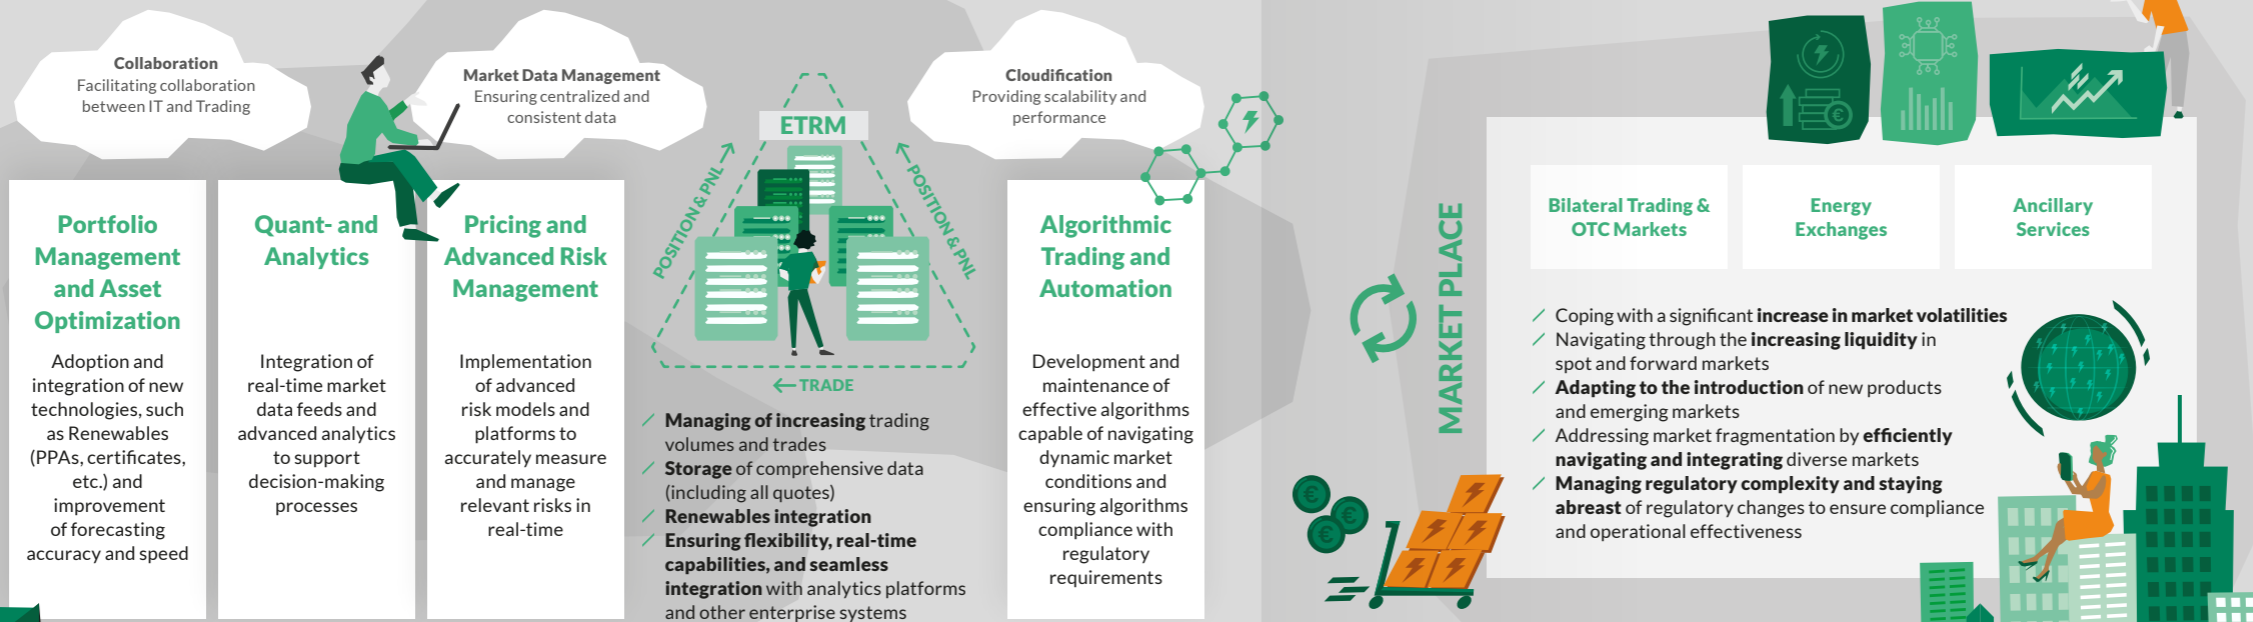 Collaboration
Facilitating collaboration
between IT and Trading
Market Data Management
Ensuring centralized and
consistent data
Cloudification
Providing scalability and
performance
Portfolio
Management
and Asset
Optimization
Adoption and
integration of new
technologies, such
as Renewables
(PPAs, certificates,
etc.) and
improvement
of forecasting
accuracy and speed
Quant- and
Analytics
Integration of
real-time market
data feeds and
advanced analytics
to support
decision-making
processes
Pricing and
Advanced Risk
Management
Implementation
of advanced
risk models and
platforms to
accurately measure
and manage
relevant risks in
real-time
ETRM
POSITION & PNL
POSITION & PNL
TRADE
Managing of increasing trading
volumes and trades
Storage of comprehensive data
(including all quotes)
Renewables integration
Ensuring flexibility, real-time
capabilities, and seamless
integration with analytics platforms
and other enterprise systems
Algorithmic
Trading and
Automation
Development and
maintenance of
effective algorithms
capable of navigating
dynamic market
conditions and
ensuring algorithms
compliance with
regulatory
requirements
MARKET PLACE
Bilateral Trading &
OTC Markets
Energy
Exchanges
Ancillary
Services
Coping with a significant increase in market volatilities
Navigating through the increasing liquidity in
spot and forward markets
Adapting to the introduction of new products
and emerging markets
Addressing market fragmentation by efficiently
navigating and integrating diverse markets
Managing regulatory complexity and staying
abreast of regulatory changes to ensure compliance
and operational effectiveness
€
€
€
€